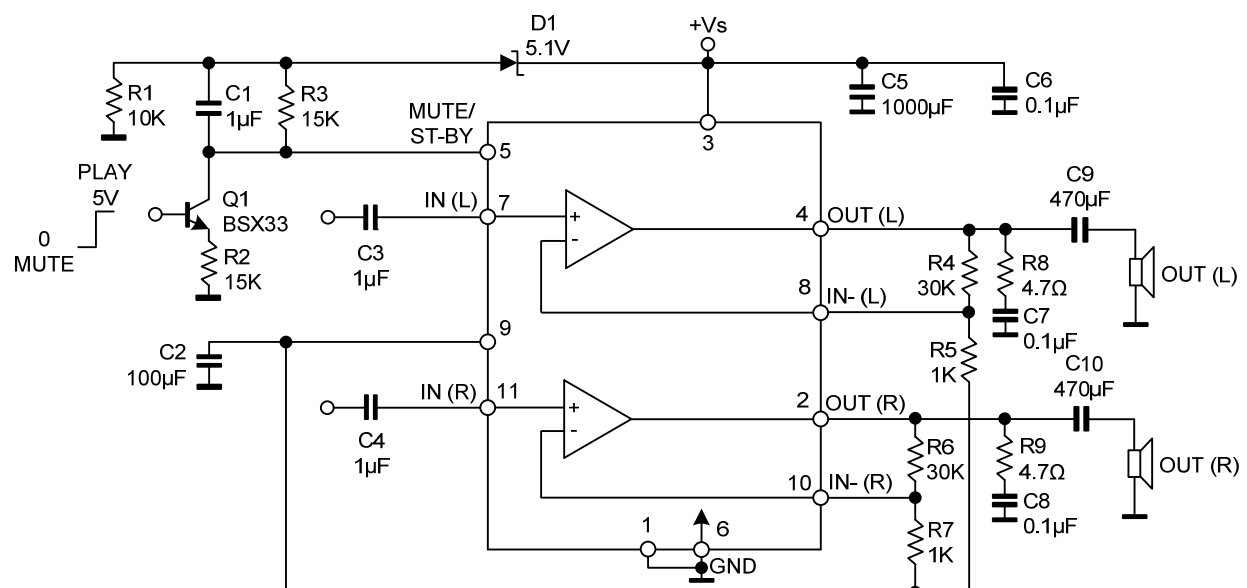 D1
5.1V
+Vs
R1
10K
C1
1µF
R3
15K
C5
1000µF
C6
0.1µF
MUTE/
ST-BY
5
3
PLAY
5V
0
MUTE
Q1
BSX33
R2
15K
IN (L)
7
C3
1µF
+
-
4
OUT (L)
8
IN- (L)
C9
470µF
R4
30K
R8
4.7Ω
C7
0.1µF
OUT (L)
R5
1K
C2
100µF
9
IN (R)
11
C4
1µF
+
-
2
OUT (R)
10
IN- (R)
C10
470µF
R6
30K
R9
4.7Ω
C8
0.1µF
OUT (R)
R7
1K
1
6
GND